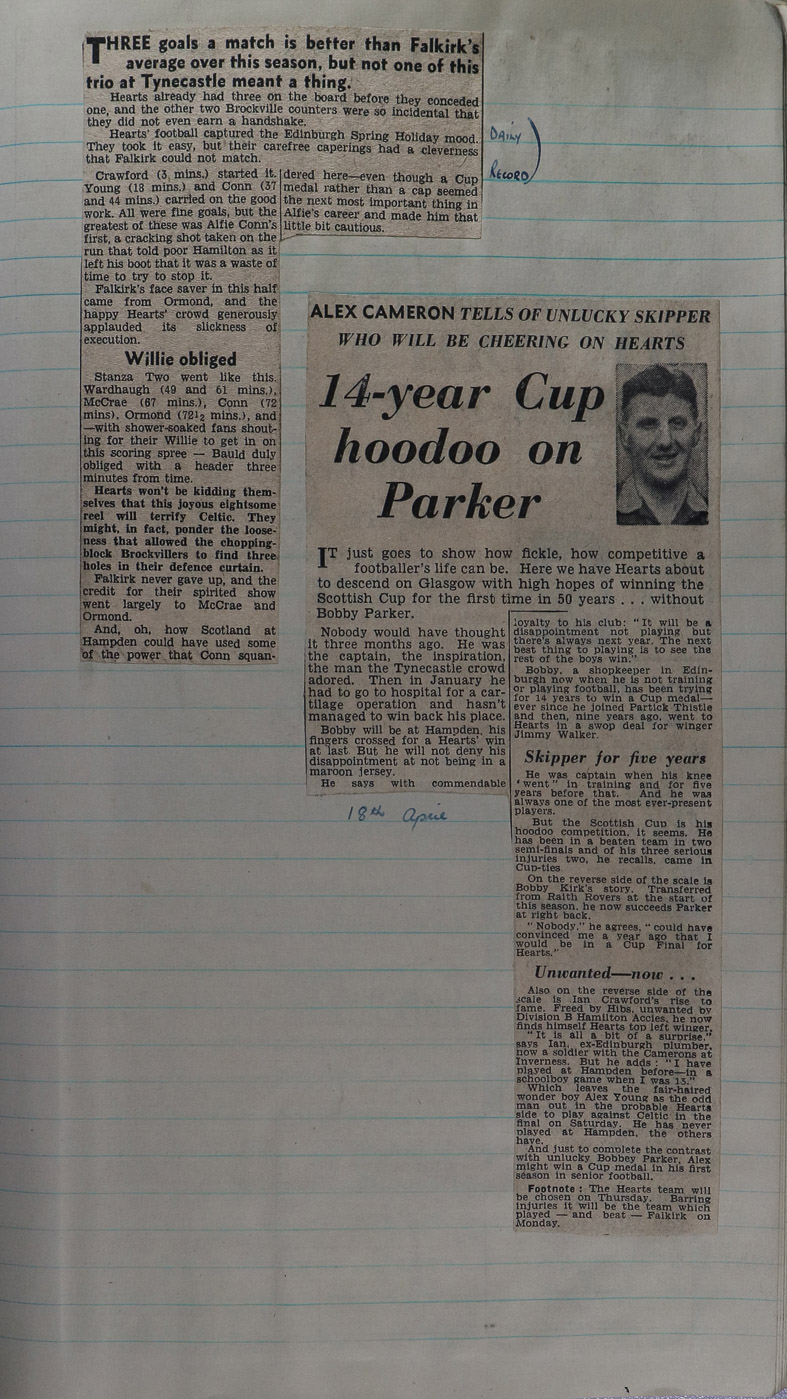 THREE goals a match is better than Falkirk's
average over this season, but not one of this
trio at Tynecastle meant a thing.
Hearts already had three on the board before they conceded
one, and the other two Brockville counters were so incidental that
they did not even earn a handshake.
Hearts' football captured the Edinburgh Spring Holiday mood.
They took it easy, but their carefree caperings had a cleverness
that Falkirk could not match.
Crawford (3 mins.) started it.
Young (18 mins.) and Conn (37
and 44 mins.) carried on the good
work. All were fine goals, but the
greatest of these was Alfie Conn's
first, a cracking shot taken on the
run that told poor Hamilton as it
left his boot that it was a waste of
time to try to stop it.
Falkirk's face saver in this half
came from Ormond, and the
happy Hearts' crowd generously
applauded its slickness of
execution.
Willie obliged
Stanza Two went like this.
Wardhaugh (49 and 61 mins.),
McCrae (67 mins.), Conn (72
mins), Ormond (72½ mins.), and
—with shower-soaked fans shout-
ing for their Willie to get in on
this scoring spree — Bauld duly
obliged with a header three
minutes from time.
Hearts won't be kidding them-
selves that this joyous eightsome
reel will terrify Celtic. They
might, in fact, ponder the loose-
ness that allowed the chopping-
block Brockvillers to find three
holes in their defence curtain.
Falkirk never gave up, and the
credit for their spirited show
went largely to McCrae and
Ormond.
And, oh, how Scotland at
Hampden could have used some
of the power that Conn squan-
dered here—even though a Cup
medal rather than a cap seemed
the next most important thing in
Alfie's career and made him that
little bit cautious.
DAILY
RECORD
ALEX CAMERON TELLS OF UNLUCKY SKIPPER
WHO WILL BE CHEERING ON HEARTS
14-year Cup
hoodoo on
Parker
IT just goes to show how fickle, how competitive a
footballer's life can be. Here we have Hearts about
to descend on Glasgow with high hopes of winning the
Scottish Cup for the first time in 50 years . . . without
Bobby Parker.
Nobody would have thought
it three months ago. He was
the captain, the inspiration,
the man the Tynecastle crowd
adored. Then in January he
had to go to hospital for a car-
tilage operation and hasn't
managed to win back his place.
Bobby will be at Hampden, his
fingers crossed for a Hearts' win
at last. But he will not deny his
disappointment at not being in a
maroon jersey.
He says with commendable
loyalty to his club: "It will be a
disappointment not playing but
there's always next year. The next
best thing to playing is to see the
rest of the boys win."
Bobby, a shopkeeper in Edin-
burgh now when he is not training
or playing football, has been trying
for 14 years to win a Cup medal—
ever since he joined Partick Thistle
and then, nine years ago, went to
Hearts in a swop deal for winger
Jimmy Walker.
Skipper for five years
He was captain when his knee
"went" in training and for five
years before that. And he was
always one of the most ever-present
players.
But the Scottish Cup is his
hoodoo competition, it seems. He
has been in a beaten team in two
semi-finals and of his three serious
injuries two, he recalls, came in
Cup-ties.
On the reverse side of the scale is
Bobby Kirk's story. Transferred
from Raith Rovers at the start of
this season, he now succeeds Parker
at right back.
"Nobody," he agrees, "could have
convinced me a year ago that I
would be in a Cup Final for
Hearts."
Unwanted—now . . .
Also on the reverse side of the
scale is Ian Crawford's rise to
fame. Freed by Hibs, unwanted by
Division B Hamilton Accies, he now
finds himself Hearts top left winger.
"It is all a bit of a surprise,"
says Ian, ex-Edinburgh plumber,
now a soldier with the Camerons at
Inverness. But he adds: "I have
played at Hampden before—in a
schoolboy game when I was 13."
Which leaves the fair-haired
wonder boy Alex Young as the odd
man out in the probable Hearts
side to play against Celtic in the
final on Saturday. He has never
played at Hampden, the others
have.
And just to complete the contrast
with unlucky Bobbey Parker, Alex
might win a Cup medal in his first
season in senior football.
Footnote: The Hearts team will
be chosen on Thursday. Barring
injuries it will be the team which
played — and beat — Falkirk on
Monday.
18th April